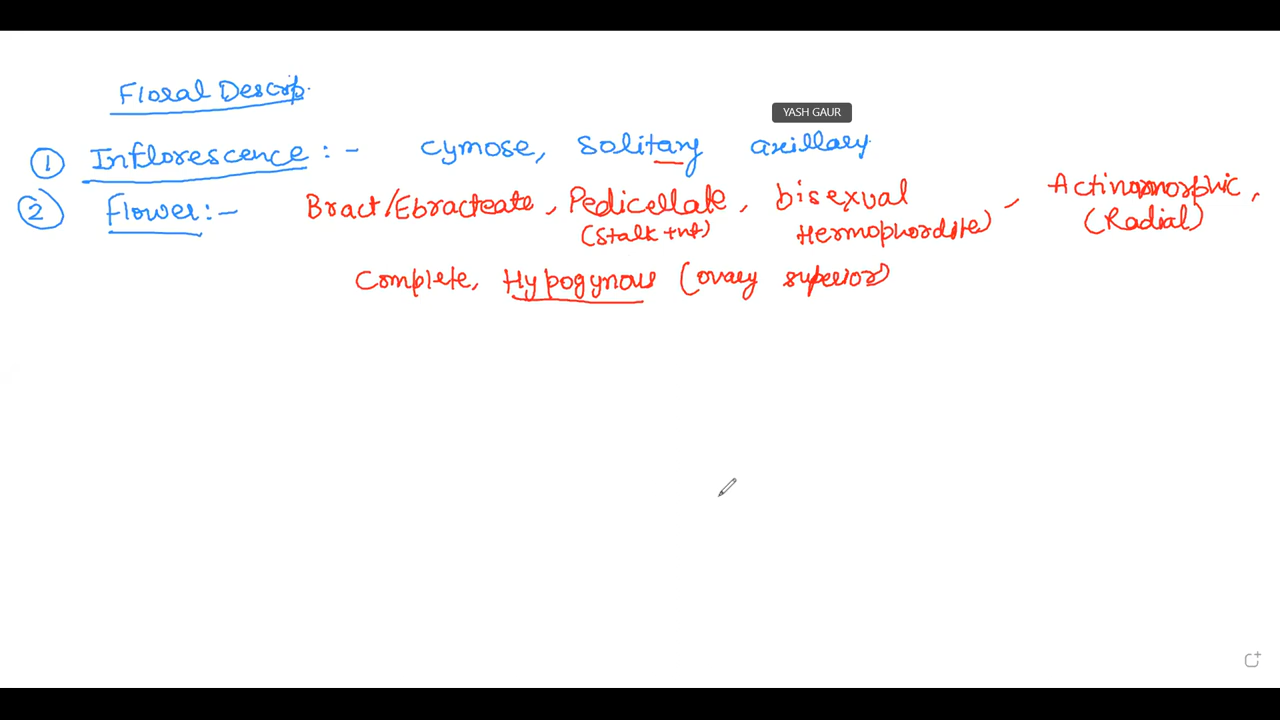 Floral Descrip.
YASH GAUR
① Inflorescence :- cymose, solitary axillary.
② Flower :- Bract/Ebracteate, Pedicellate, bisexual - Actinomorphic,
(stalk +nt) Hermophordite) (Radial)
Complete, Hypogynous (ovary superior)